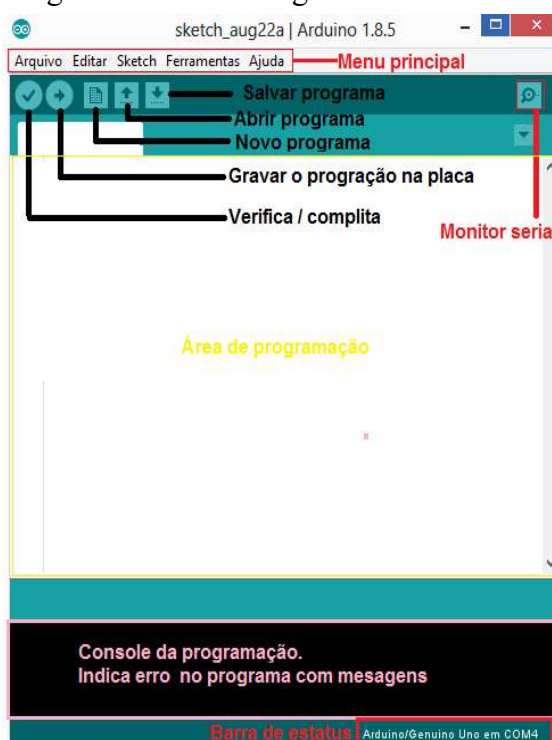 sketch_aug22a | Arduino 1.8.5
Arquivo Editar Sketch Ferramentas Ajuda
Menu principal
Salvar programa
Abrir programa
Novo programa
Gravar o progração na placa
Verifica / complita
Monitor seria
Área de programação
Console da programação.
Indica erro no programa com mesagens
Barra de estatus
Arduino/Genuino Uno em COM4